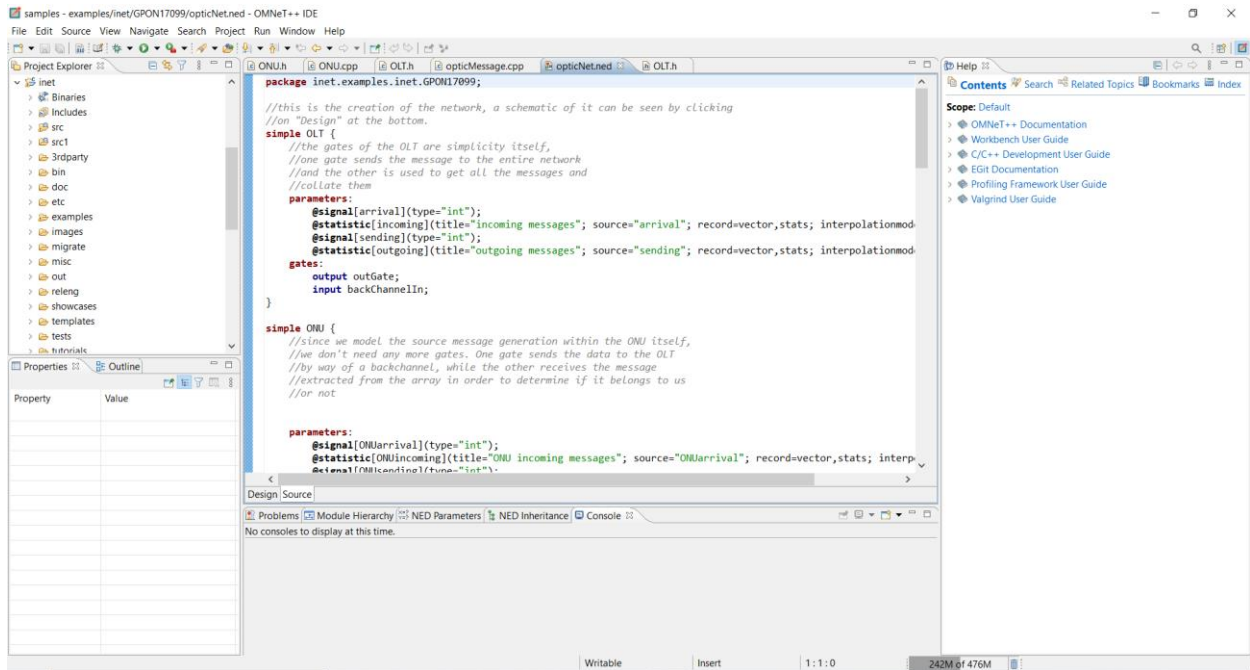 samples - examples/inet/GPON17099/opticNet.ned - OMNeT++ IDE
File Edit Source View Navigate Search Project Run Window Help
Project Explorer
inet
Binaries
Includes
src
src1
3rdparty
bin
doc
etc
examples
images
migrate
misc
out
releng
showcases
templates
tests
tutorials
Properties Outline
Property Value
ONU.h ONU.cpp OLT.h opticMessage.cpp opticNet.ned OLT.h
package inet.examples.inet.GPON17099;
//this is the creation of the network, a schematic of it can be seen by clicking
//on "Design" at the bottom.
simple OLT {
//the gates of the OLT are simplicity itself,
//one gate sends the message to the entire network
//and the other is used to get all the messages and
//collate them
parameters:
@signal[arrival](type="int");
@statistic[incoming](title="incoming messages"; source="arrival"; record=vector,stats; interpolationmod
@signal[sending](type="int");
@statistic[outgoing](title="outgoing messages"; source="sending"; record=vector,stats; interpolationmod
gates:
output outGate;
input backChannelIn;
}
simple ONU {
//since we model the source message generation within the ONU itself,
//we don't need any more gates. One gate sends the data to the OLT
//by way of a backchannel, while the other receives the message
//extracted from the array in order to determine if it belongs to us
//or not
parameters:
@signal[ONUarrival](type="int");
@statistic[ONUincoming](title="ONU incoming messages"; source="ONUarrival"; record=vector,stats; interp
@signal[ONUsending](type="int");
Design Source
Problems Module Hierarchy NED Parameters NED Inheritance Console
No consoles to display at this time.
Help
Contents Search Related Topics Bookmarks Index
Scope: Default
OMNeT++ Documentation
Workbench User Guide
C/C++ Development User Guide
EGit Documentation
Profiling Framework User Guide
Valgrind User Guide
Writable Insert 1 : 1 : 0 242M of 476M